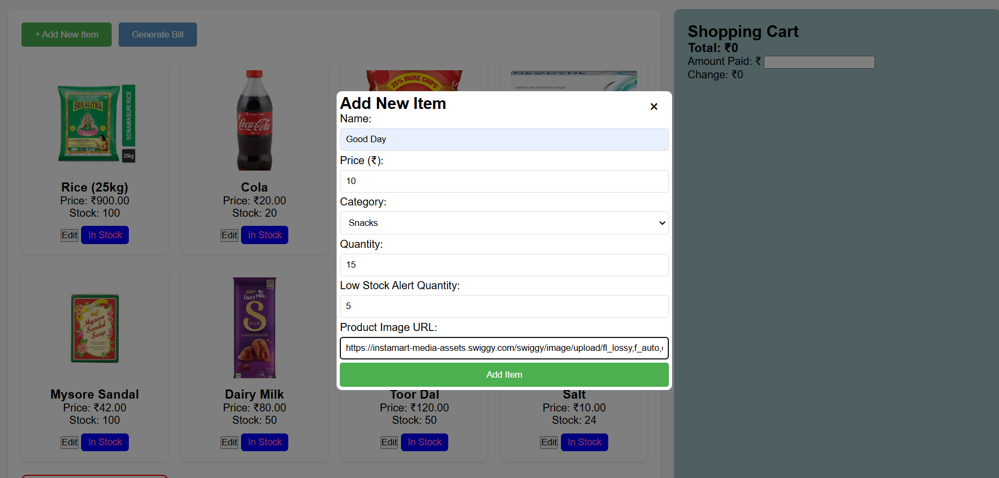 + Add New Item
Generate Bill
Shopping Cart
Total: ₹0
Amount Paid: ₹
Change: ₹0
SRILALITHA
SONAMASURI RICE
25kg
Rice (25kg)
Price: ₹900.00
Stock: 100
Edit
In Stock
Coca-Cola
Cola
Price: ₹20.00
Stock: 20
Edit
In Stock
25% MORE CHIPS*
DENTIST RECOMMENDED BRAND
Add New Item
×
Name:
Good Day
Price (₹):
10
Category:
Snacks
Quantity:
15
Low Stock Alert Quantity:
5
Product Image URL:
https://instamart-media-assets.swiggy.com/swiggy/image/upload/fl_lossy,f_auto,
Add Item
Mysore
Sandal
Soap
Mysore Sandal
Price: ₹42.00
Stock: 100
Edit
In Stock
Cadbury
Dairy Milk
S
SILK
CHOCOLATE
Dairy Milk
Price: ₹80.00
Stock: 50
Edit
In Stock
Toor Dal
Price: ₹120.00
Stock: 50
Edit
In Stock
Salt
Price: ₹10.00
Stock: 24
Edit
In Stock